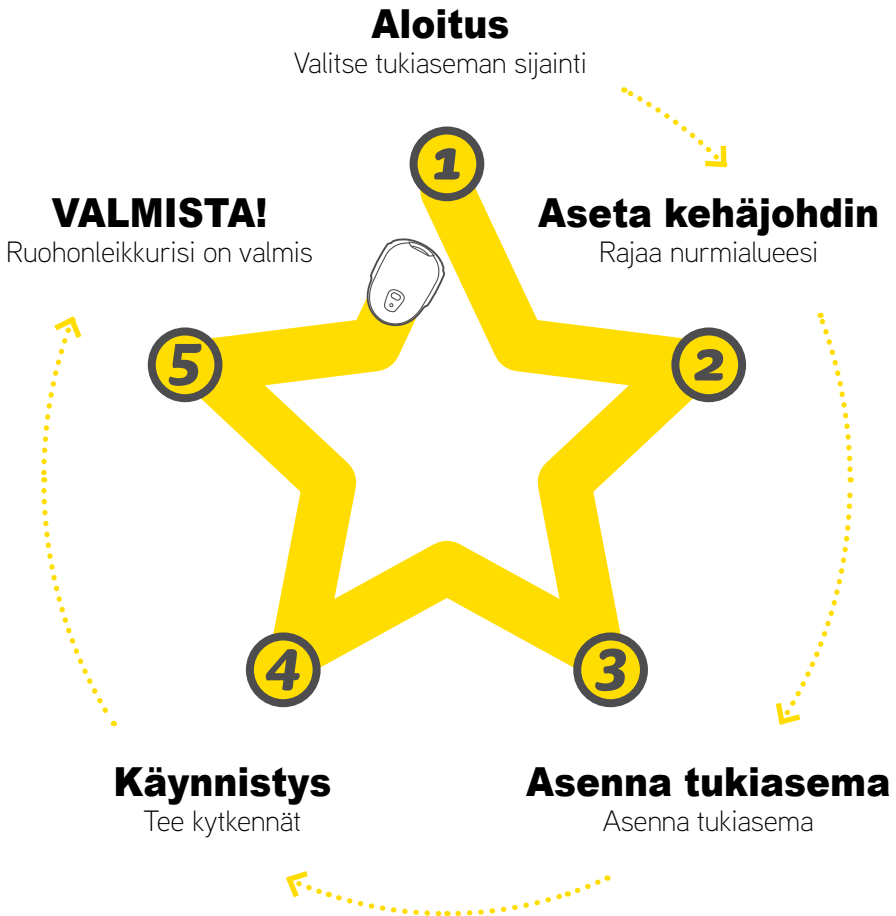 Aloitus
Valitse tukiaseman sijainti
1
Aseta kehäjohdin
Rajaa nurmialueesi
2
Asenna tukiasema
Asenna tukiasema
3
Käynnistys
Tee kytkennät
4
VALMISTA!
Ruohonleikkurisi on valmis
5